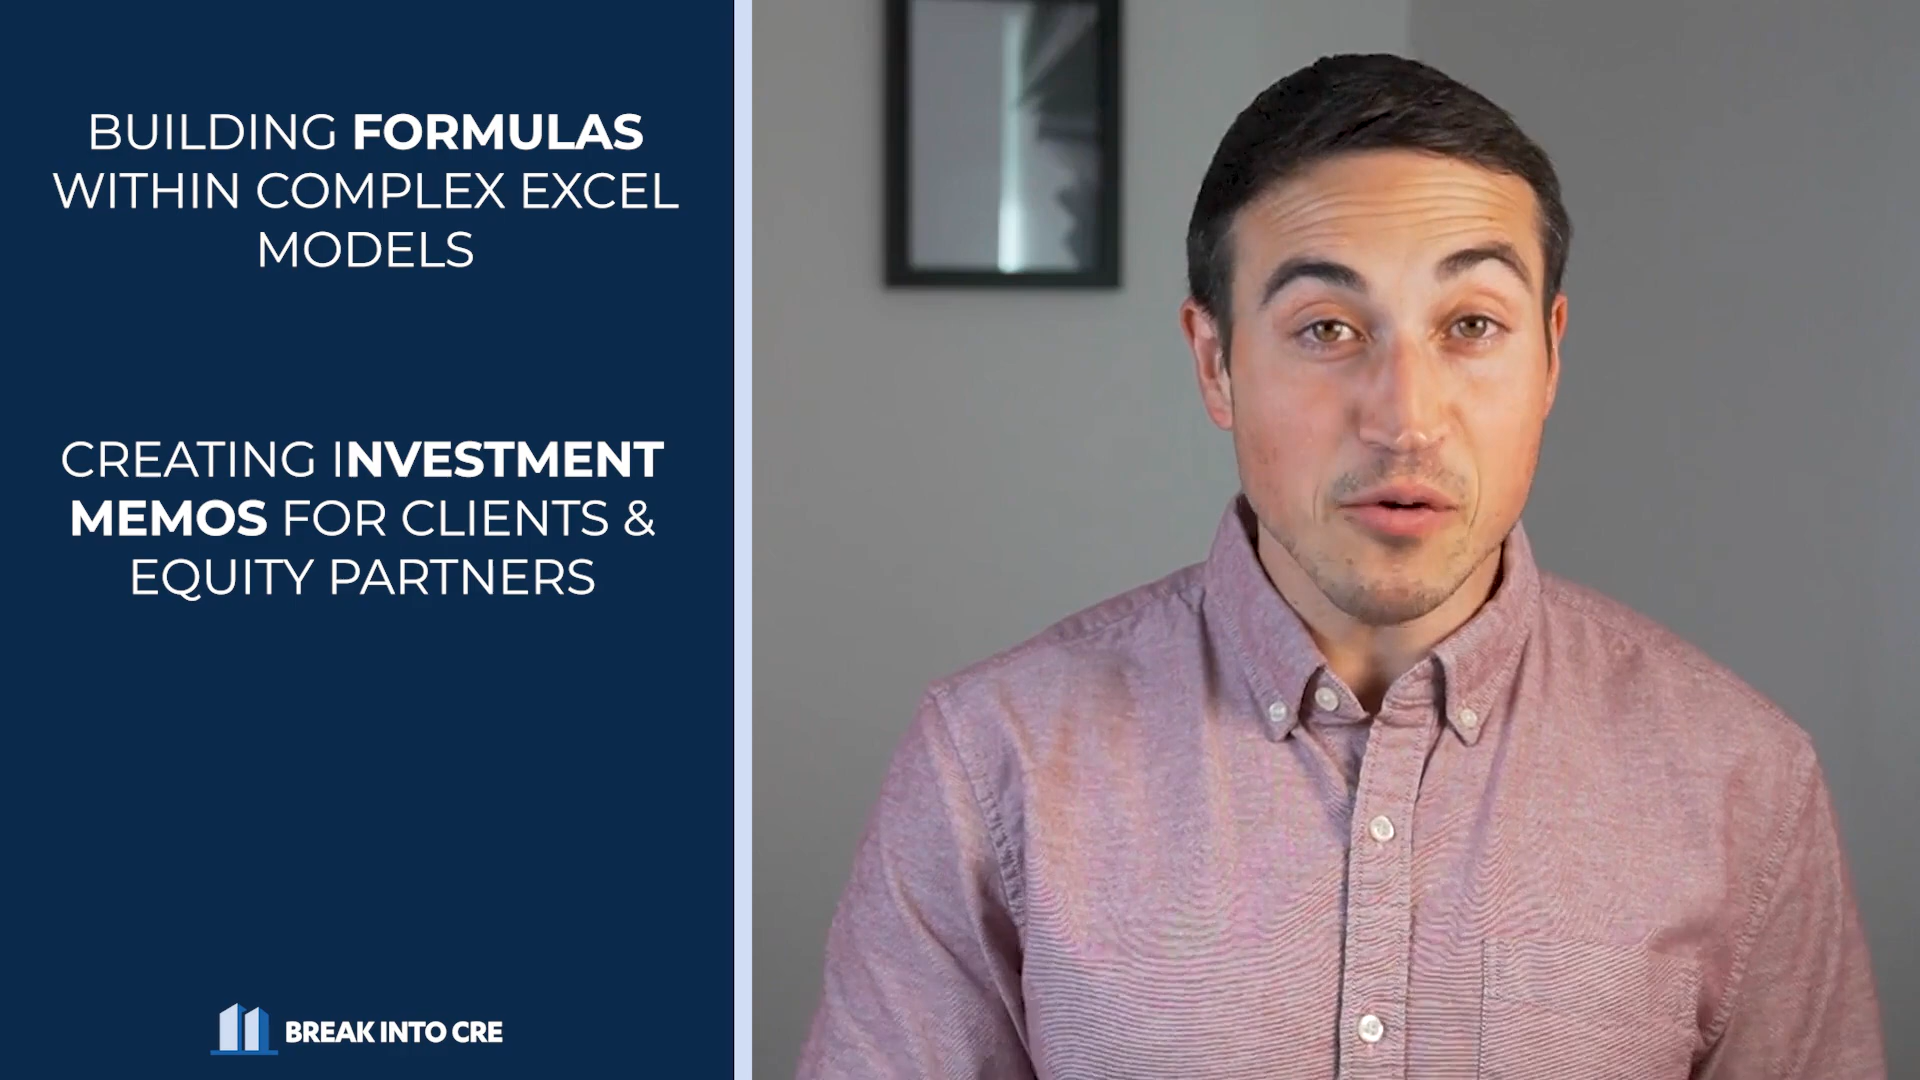 BUILDING FORMULAS
WITHIN COMPLEX EXCEL
MODELS
CREATING INVESTMENT
MEMOS FOR CLIENTS &
EQUITY PARTNERS
BREAK INTO CRE